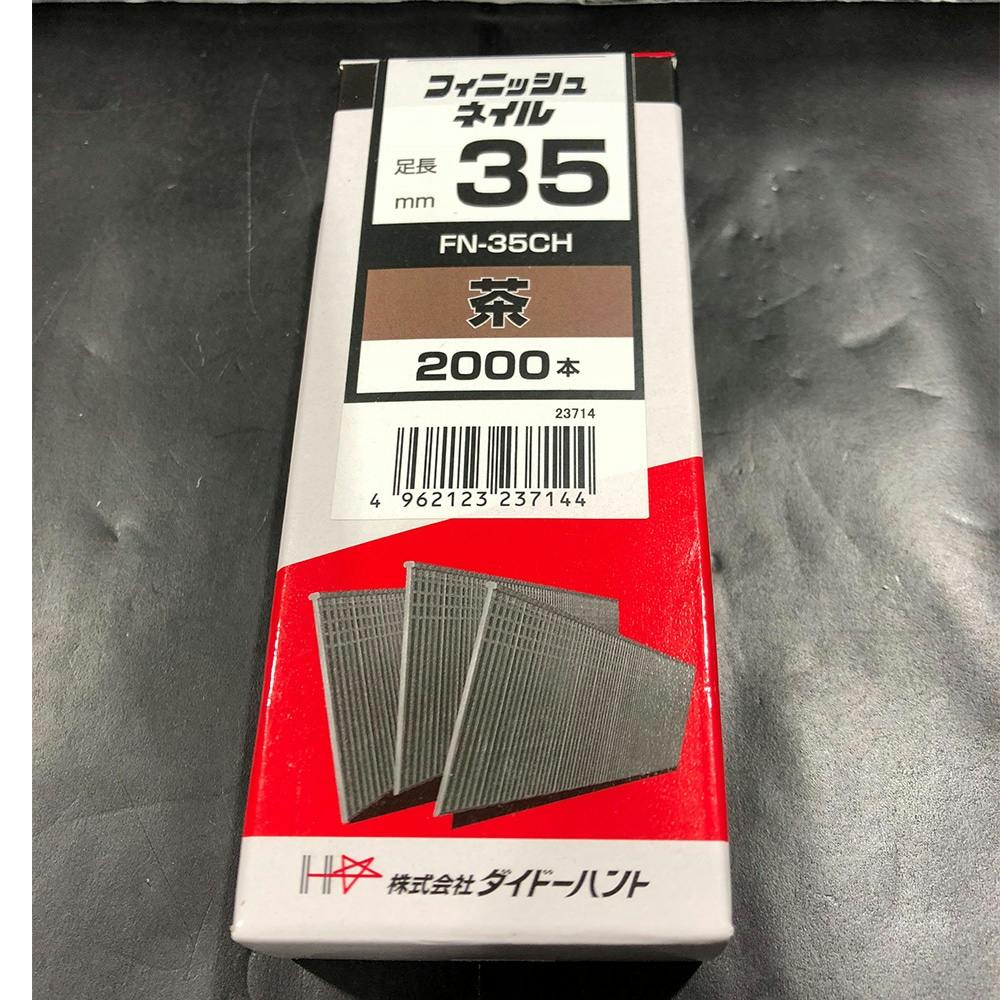 フィニッシュ
ネイル
足長
mm
35
FN-35CH
茶
2000本
23714
4 962123 237144
株式会社ダイドーハント